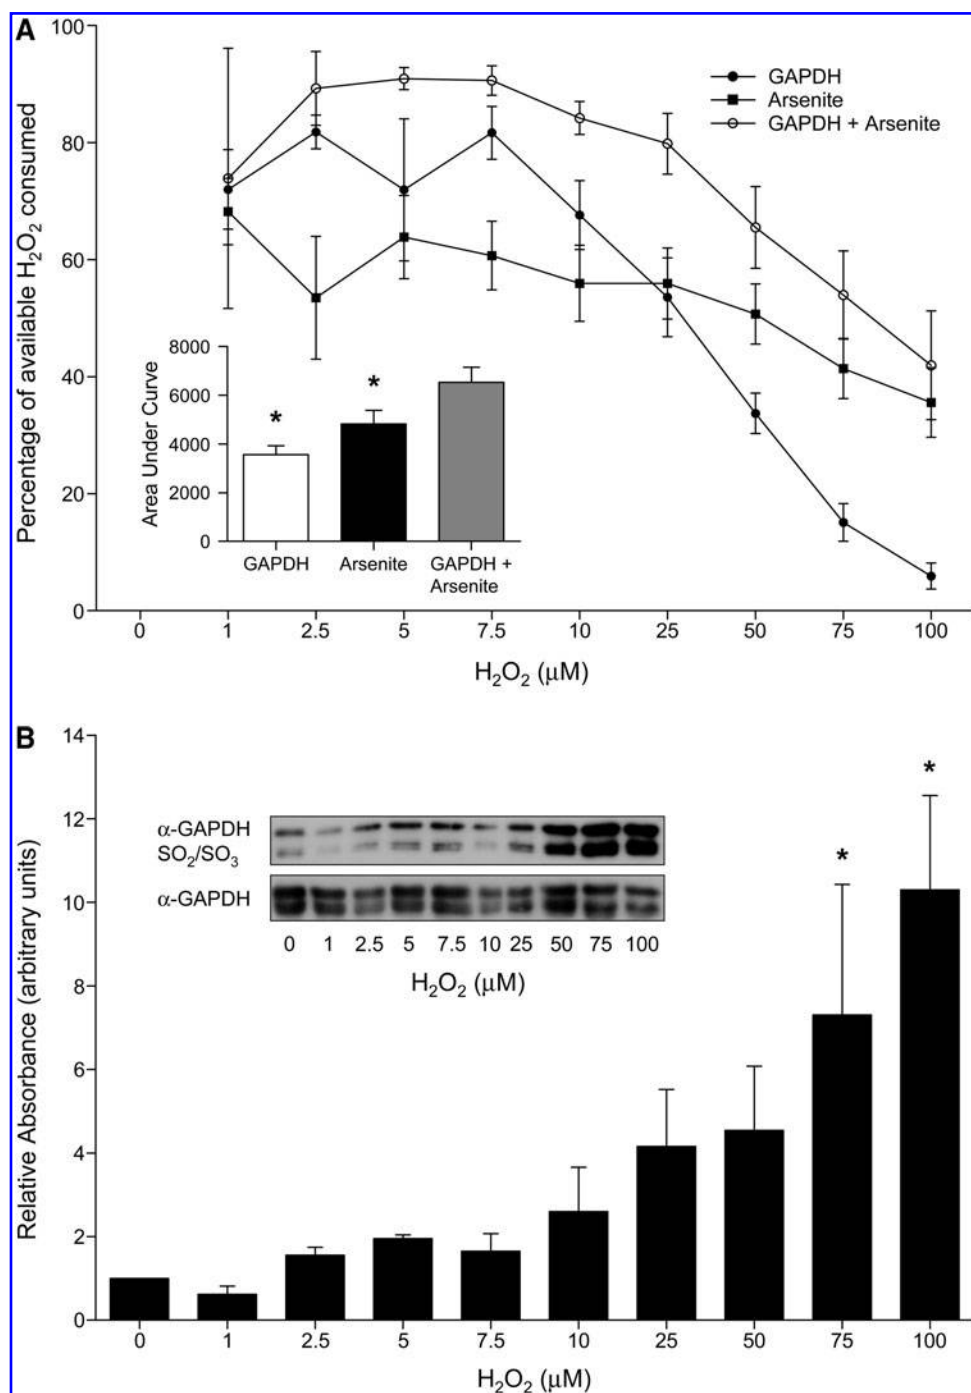 A
100
80
60
40
20
0
Percentage of available H₂O₂ consumed
GAPDH
Arsenite
GAPDH + Arsenite
8000
6000
4000
2000
0
Area Under Curve
*
*
GAPDH
Arsenite
GAPDH +
Arsenite
0 1 2.5 5 7.5 10 25 50 75 100
H₂O₂ (μM)
B
14
12
10
8
6
4
2
0
Relative Absorbance (arbitrary units)
α-GAPDH
SO₂/SO₃
α-GAPDH
0 1 2.5 5 7.5 10 25 50 75 100
H₂O₂ (μM)
*
*
0 1 2.5 5 7.5 10 25 50 75 100
H₂O₂ (μM)